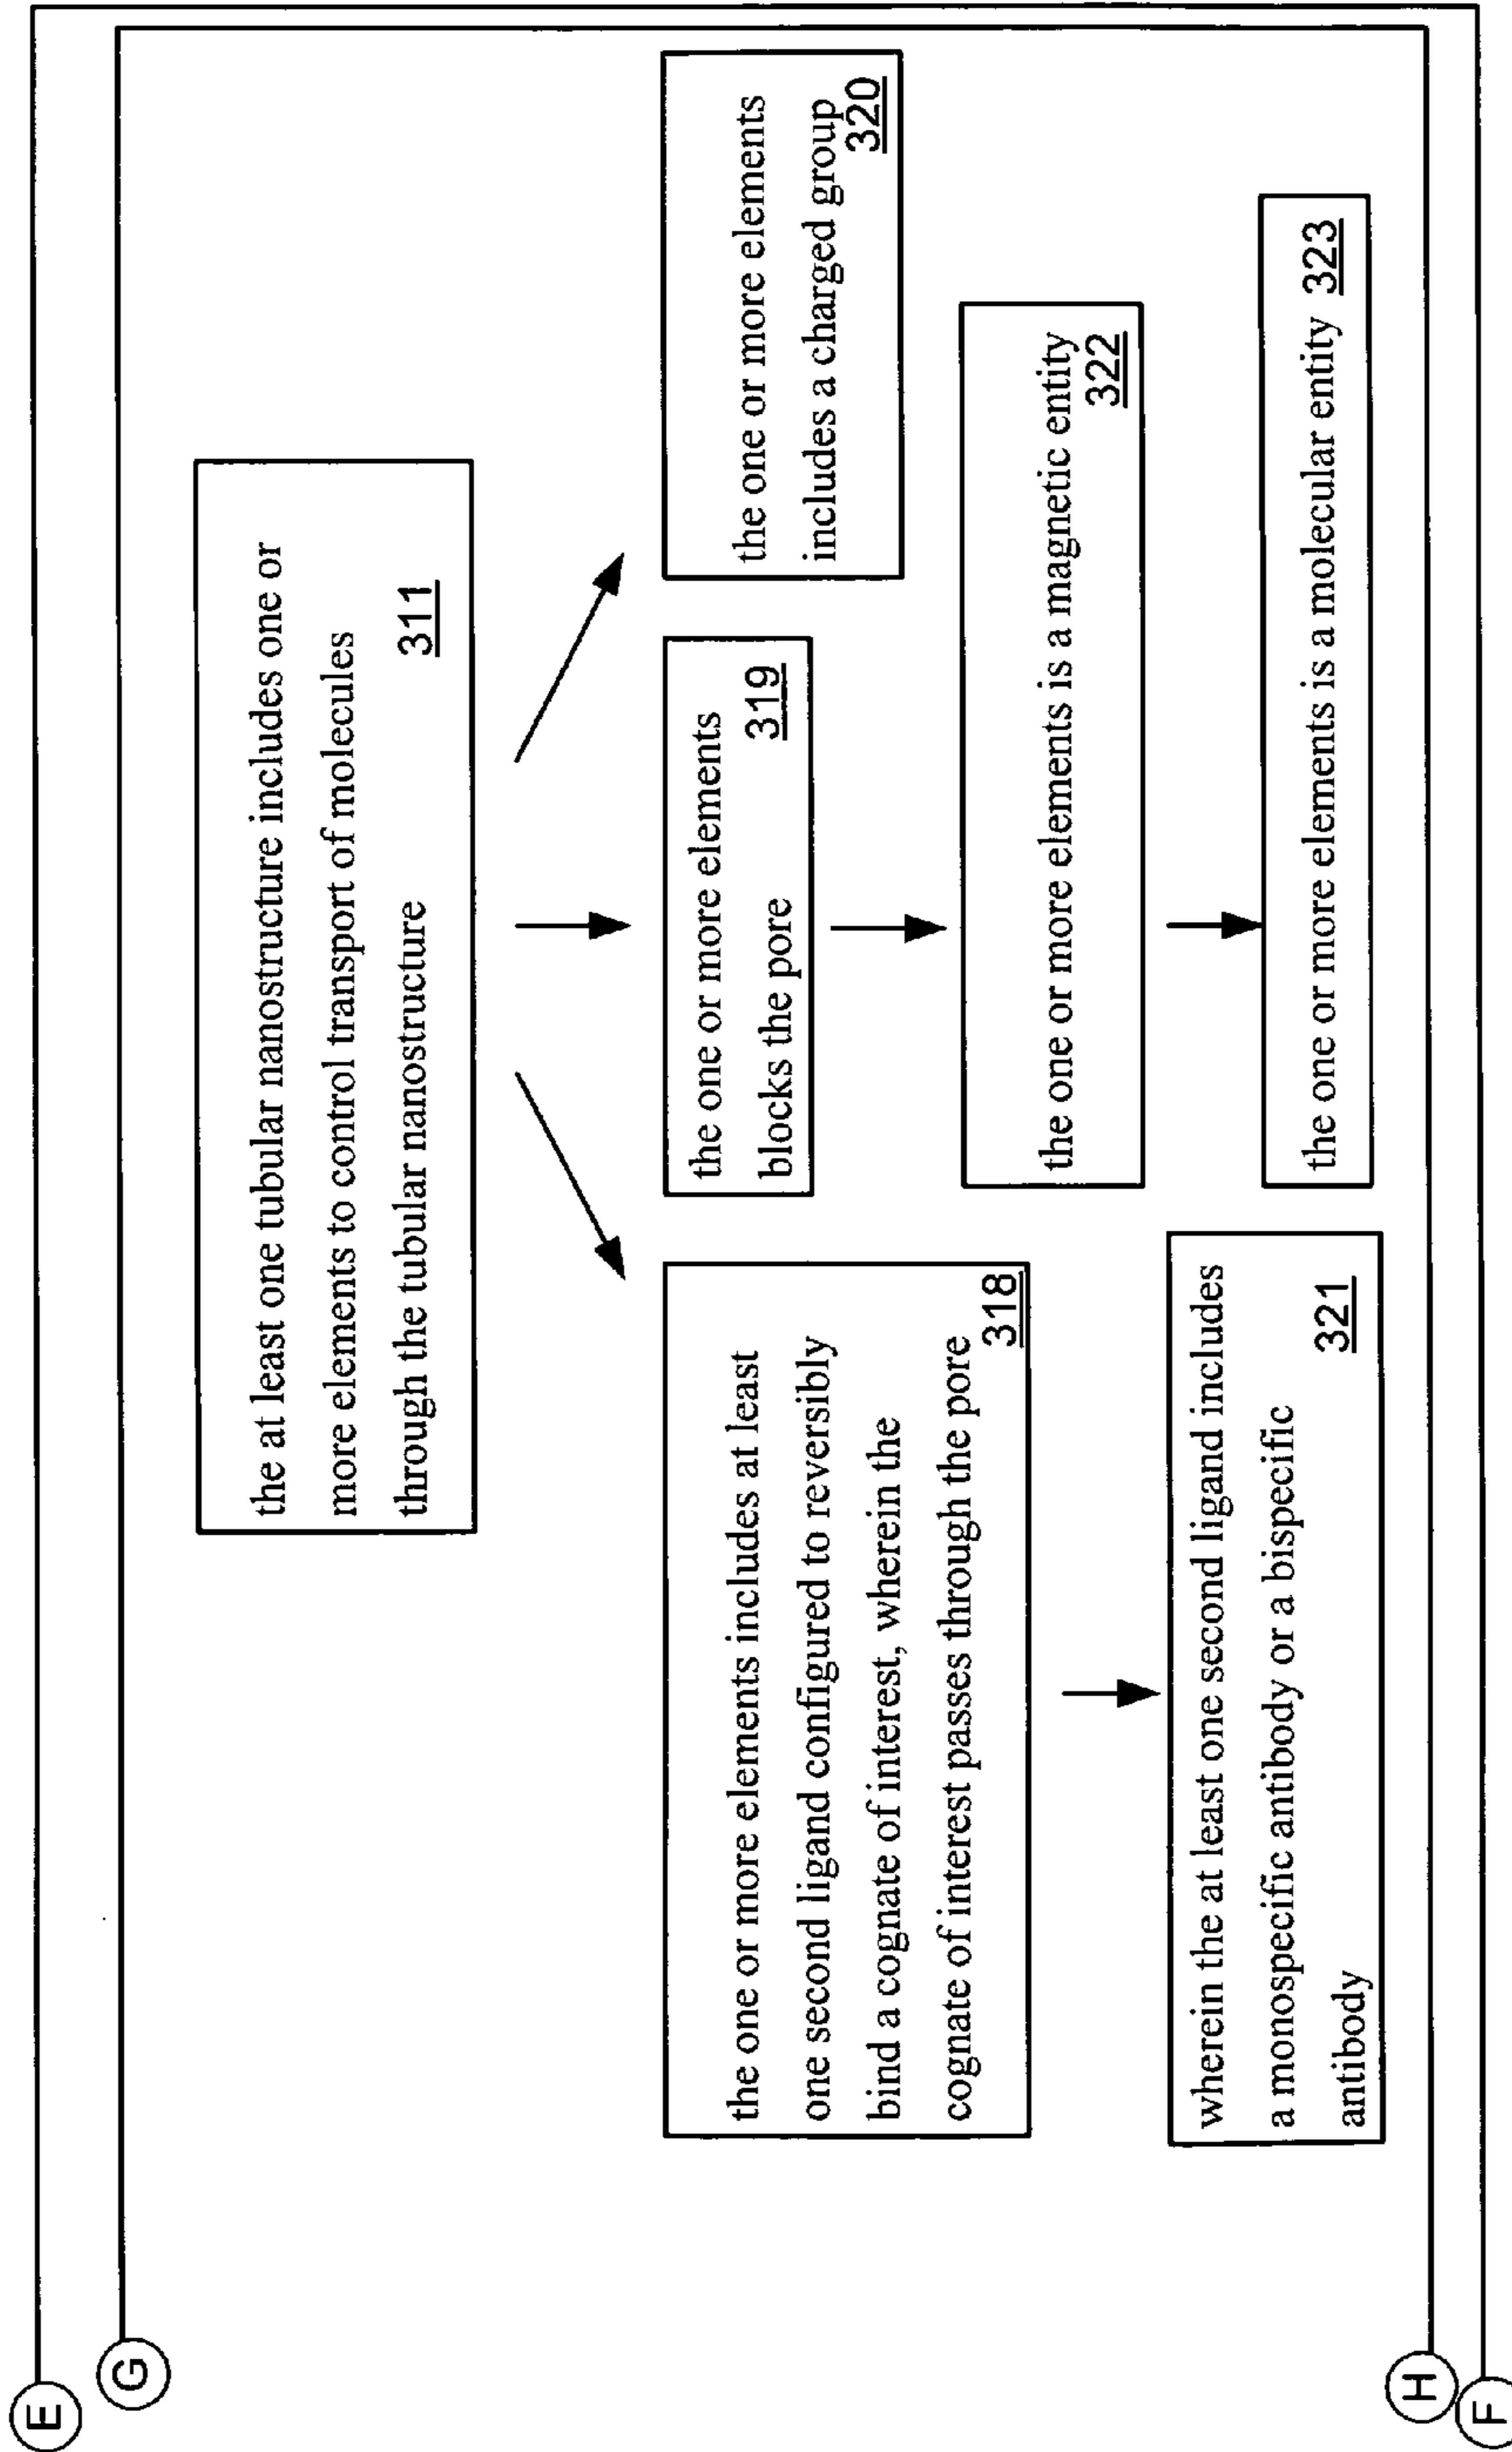 E
G
the at least one tubular nanostructure includes one or
more elements to control transport of molecules
through the tubular nanostructure
311
the one or more elements includes at least
one second ligand configured to reversibly
bind a cognate of interest, wherein the
cognate of interest passes through the pore
318
the one or more elements
blocks the pore
319
the one or more elements
includes a charged group
320
wherein the at least one second ligand includes
a monospecific antibody or a bispecific
antibody
321
the one or more elements is a magnetic entity
322
the one or more elements is a molecular entity 323
H
F